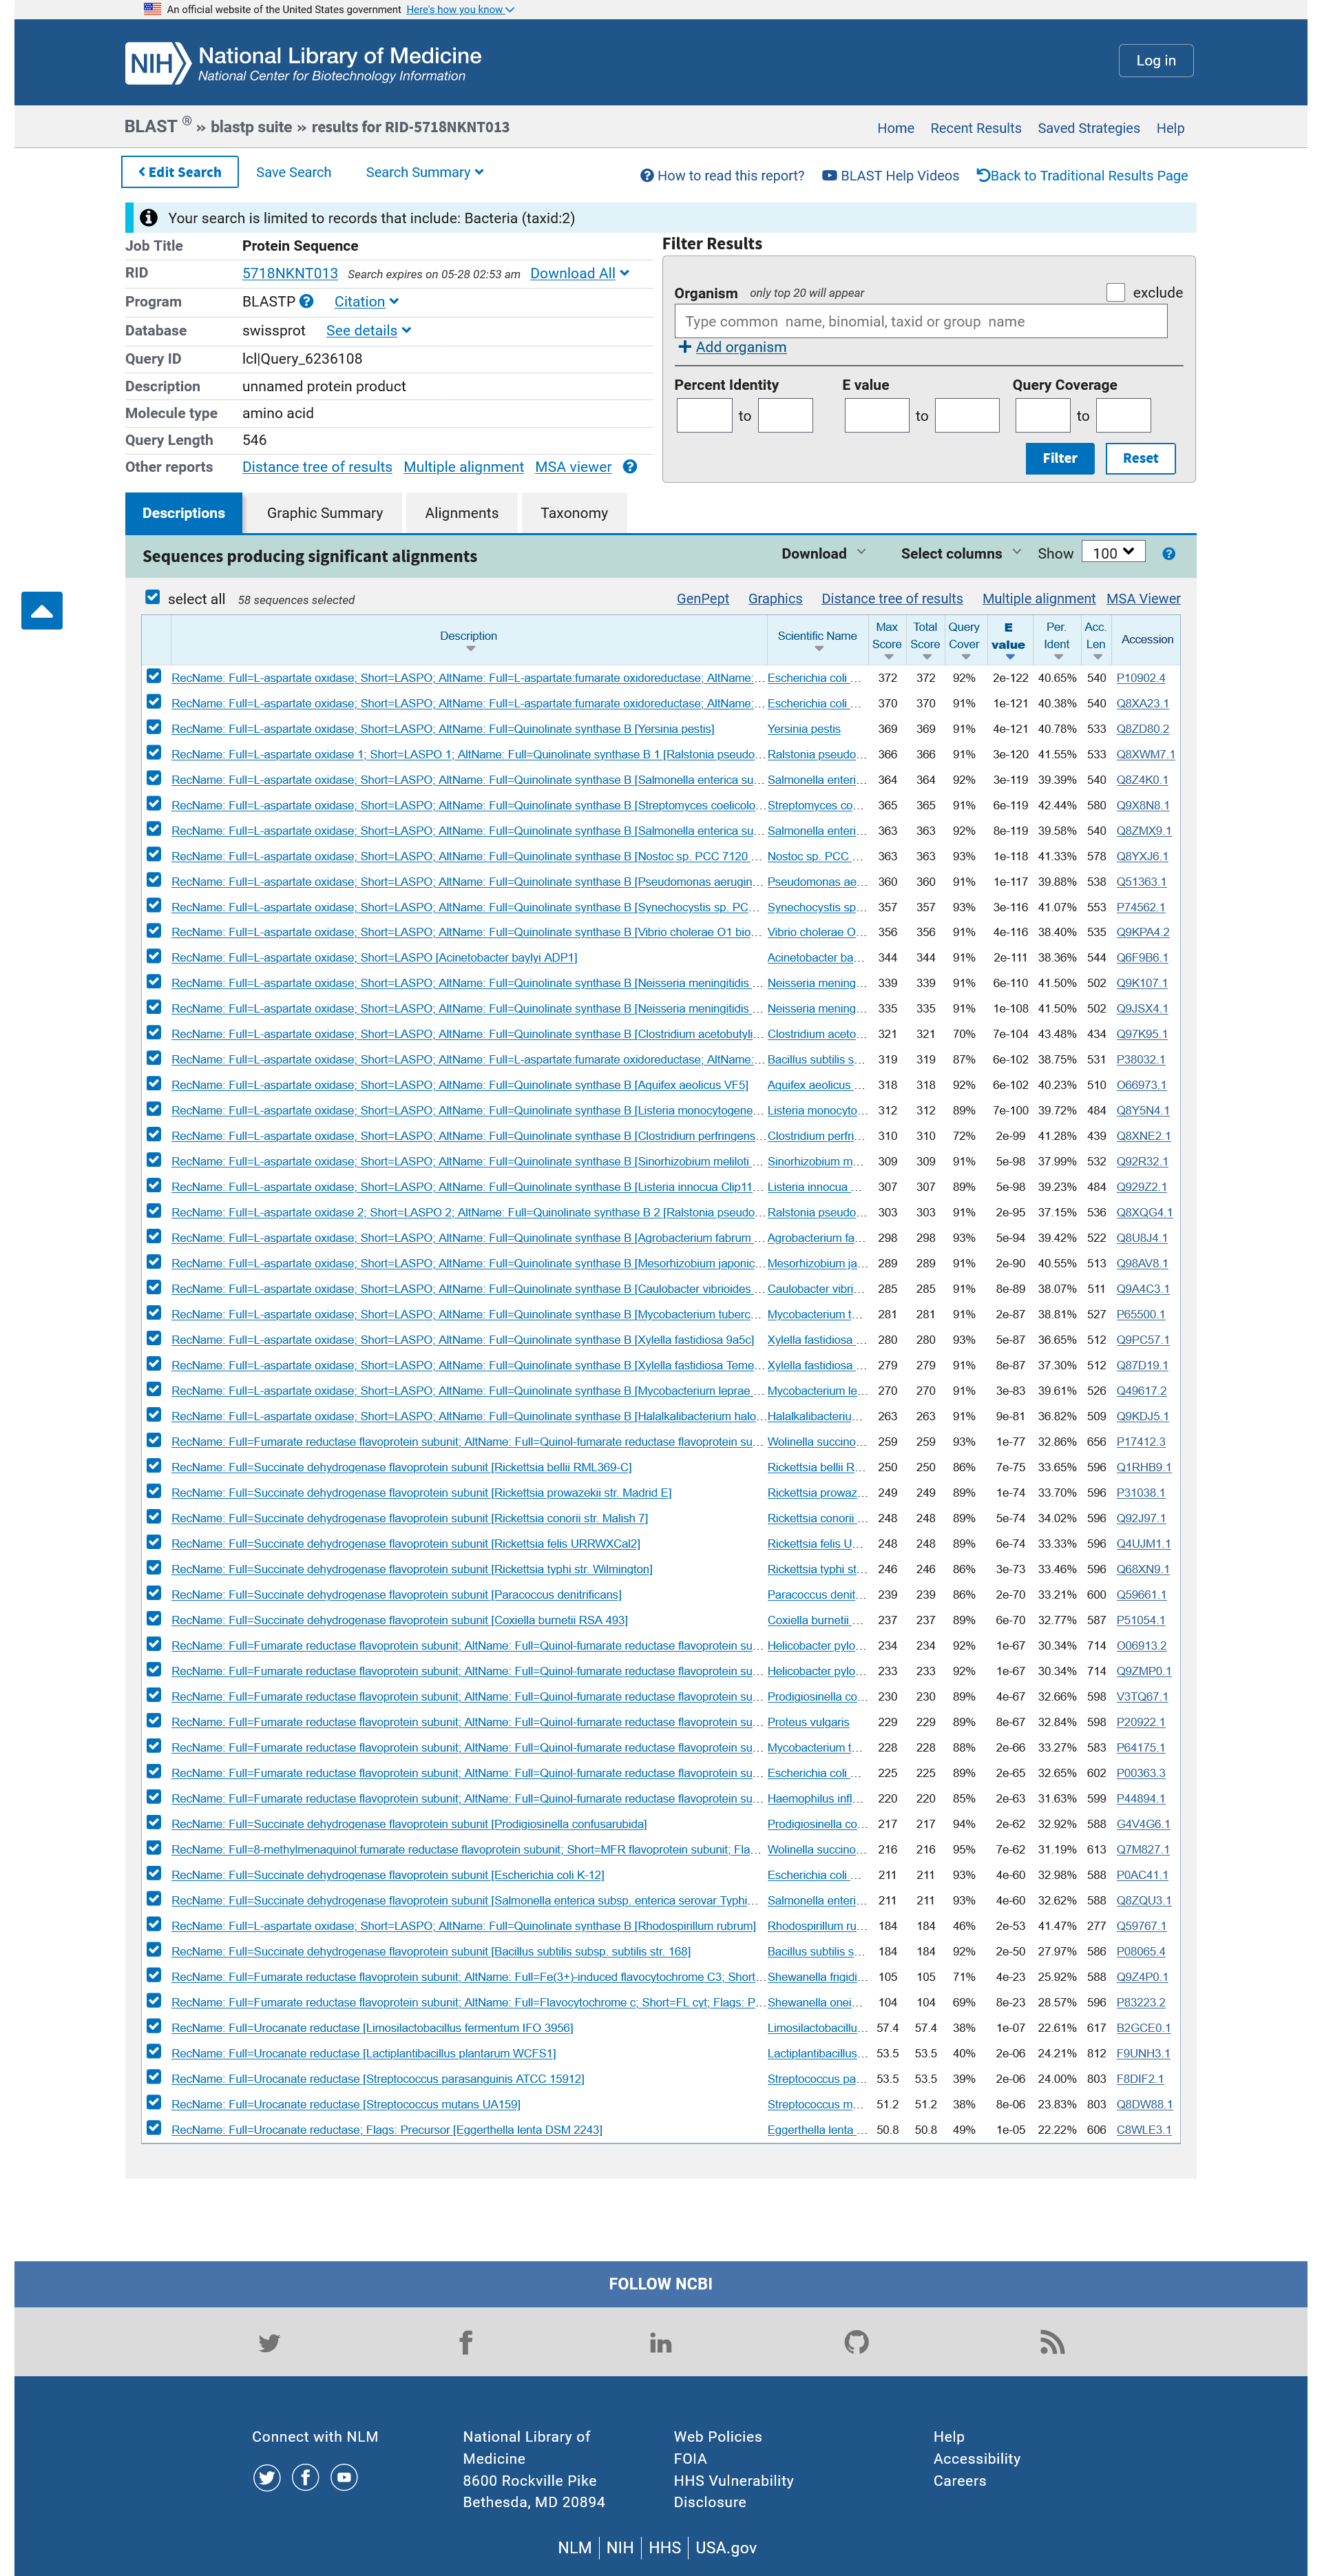 An official website of the United States government Here's how you know
NIH National Library of Medicine
National Center for Biotechnology Information
Log in
BLAST ® » blastp suite » results for RID-5718NKNT013
Home Recent Results Saved Strategies Help
Edit Search Save Search Search Summary
How to read this report? BLAST Help Videos Back to Traditional Results Page
Your search is limited to records that include: Bacteria (taxid:2)
Job Title Protein Sequence
RID 5718NKNT013 Search expires on 05-28 02:53 am Download All
Program BLASTP Citation
Database swissprot See details
Query ID lcl|Query_6236108
Description unnamed protein product
Molecule type amino acid
Query Length 546
Other reports Distance tree of results Multiple alignment MSA viewer
Filter Results
Organism only top 20 will appear exclude
Type common name, binomial, taxid or group name
Add organism
Percent Identity E value Query Coverage
to to to
Filter Reset
Descriptions Graphic Summary Alignments Taxonomy
Sequences producing significant alignments Download Select columns Show 100
select all 58 sequences selected GenPept Graphics Distance tree of results Multiple alignment MSA Viewer
Description Scientific Name Max Score Total Score Query Cover E value Per. Ident Acc. Len Accession
RecName: Full=L-aspartate oxidase; Short=LASPO; AltName: Full=L-aspartate:fumarate oxidoreductase; AltName:... Escherichia coli ... 372 372 92% 2e-122 40.65% 540 P10902.4
RecName: Full=L-aspartate oxidase; Short=LASPO; AltName: Full=L-aspartate:fumarate oxidoreductase; AltName:... Escherichia coli ... 370 370 91% 1e-121 40.38% 540 Q8XA23.1
RecName: Full=L-aspartate oxidase; Short=LASPO; AltName: Full=Quinolinate synthase B [Yersinia pestis] Yersinia pestis 369 369 91% 4e-121 40.78% 533 Q8ZD80.2
RecName: Full=L-aspartate oxidase 1; Short=LASPO 1; AltName: Full=Quinolinate synthase B 1 [Ralstonia pseudo... Ralstonia pseudo... 366 366 91% 3e-120 41.55% 533 Q8XWM7.1
RecName: Full=L-aspartate oxidase; Short=LASPO; AltName: Full=Quinolinate synthase B [Salmonella enterica su... Salmonella enteri... 364 364 92% 3e-119 39.39% 540 Q8Z4K0.1
RecName: Full=L-aspartate oxidase; Short=LASPO; AltName: Full=Quinolinate synthase B [Streptomyces coelicolo... Streptomyces co... 365 365 91% 6e-119 42.44% 580 Q9X8N8.1
RecName: Full=L-aspartate oxidase; Short=LASPO; AltName: Full=Quinolinate synthase B [Salmonella enterica su... Salmonella enteri... 363 363 92% 8e-119 39.58% 540 Q8ZMX9.1
RecName: Full=L-aspartate oxidase; Short=LASPO; AltName: Full=Quinolinate synthase B [Nostoc sp. PCC 7120 ... Nostoc sp. PCC ... 363 363 93% 1e-118 41.33% 578 Q8YXJ6.1
RecName: Full=L-aspartate oxidase; Short=LASPO; AltName: Full=Quinolinate synthase B [Pseudomonas aerugin... Pseudomonas ae... 360 360 91% 1e-117 39.88% 538 Q51363.1
RecName: Full=L-aspartate oxidase; Short=LASPO; AltName: Full=Quinolinate synthase B [Synechocystis sp. PC... Synechocystis sp... 357 357 93% 3e-116 41.07% 553 P74562.1
RecName: Full=L-aspartate oxidase; Short=LASPO; AltName: Full=Quinolinate synthase B [Vibrio cholerae O1 bio... Vibrio cholerae O... 356 356 91% 4e-116 38.40% 535 Q9KPA4.2
RecName: Full=L-aspartate oxidase; Short=LASPO [Acinetobacter baylyi ADP1] Acinetobacter ba... 344 344 91% 2e-111 38.36% 544 Q6F9B6.1
RecName: Full=L-aspartate oxidase; Short=LASPO; AltName: Full=Quinolinate synthase B [Neisseria meningitidis ... Neisseria mening... 339 339 91% 6e-110 41.50% 502 Q9K107.1
RecName: Full=L-aspartate oxidase; Short=LASPO; AltName: Full=Quinolinate synthase B [Neisseria meningitidis ... Neisseria mening... 335 335 91% 1e-108 41.50% 502 Q9JSX4.1
RecName: Full=L-aspartate oxidase; Short=LASPO; AltName: Full=Quinolinate synthase B [Clostridium acetobutyli... Clostridium aceto... 321 321 70% 7e-104 43.48% 434 Q97K95.1
RecName: Full=L-aspartate oxidase; Short=LASPO; AltName: Full=L-aspartate:fumarate oxidoreductase; AltName:... Bacillus subtilis s... 319 319 87% 6e-102 38.75% 531 P38032.1
RecName: Full=L-aspartate oxidase; Short=LASPO; AltName: Full=Quinolinate synthase B [Aquifex aeolicus VF5] Aquifex aeolicus ... 318 318 92% 6e-102 40.23% 510 O66973.1
RecName: Full=L-aspartate oxidase; Short=LASPO; AltName: Full=Quinolinate synthase B [Listeria monocytogene... Listeria monocyto... 312 312 89% 7e-100 39.72% 484 Q8Y5N4.1
RecName: Full=L-aspartate oxidase; Short=LASPO; AltName: Full=Quinolinate synthase B [Clostridium perfringens... Clostridium perfri... 310 310 72% 2e-99 41.28% 439 Q8XNE2.1
RecName: Full=L-aspartate oxidase; Short=LASPO; AltName: Full=Quinolinate synthase B [Sinorhizobium meliloti ... Sinorhizobium m... 309 309 91% 5e-98 37.99% 532 Q92R32.1
RecName: Full=L-aspartate oxidase; Short=LASPO; AltName: Full=Quinolinate synthase B [Listeria innocua Clip11... Listeria innocua ... 307 307 89% 5e-98 39.23% 484 Q929Z2.1
RecName: Full=L-aspartate oxidase 2; Short=LASPO 2; AltName: Full=Quinolinate synthase B 2 [Ralstonia pseudo... Ralstonia pseudo... 303 303 91% 2e-95 37.15% 536 Q8XQG4.1
RecName: Full=L-aspartate oxidase; Short=LASPO; AltName: Full=Quinolinate synthase B [Agrobacterium fabrum ... Agrobacterium fa... 298 298 93% 5e-94 39.42% 522 Q8U8J4.1
RecName: Full=L-aspartate oxidase; Short=LASPO; AltName: Full=Quinolinate synthase B [Mesorhizobium japonic... Mesorhizobium ja... 289 289 91% 2e-90 40.55% 513 Q98AV8.1
RecName: Full=L-aspartate oxidase; Short=LASPO; AltName: Full=Quinolinate synthase B [Caulobacter vibrioides ... Caulobacter vibri... 285 285 91% 8e-89 38.07% 511 Q9A4C3.1
RecName: Full=L-aspartate oxidase; Short=LASPO; AltName: Full=Quinolinate synthase B [Mycobacterium tuberc... Mycobacterium t... 281 281 91% 2e-87 38.81% 527 P65500.1
RecName: Full=L-aspartate oxidase; Short=LASPO; AltName: Full=Quinolinate synthase B [Xylella fastidiosa 9a5c] Xylella fastidiosa ... 280 280 93% 5e-87 36.65% 512 Q9PC57.1
RecName: Full=L-aspartate oxidase; Short=LASPO; AltName: Full=Quinolinate synthase B [Xylella fastidiosa Teme... Xylella fastidiosa ... 279 279 91% 8e-87 37.30% 512 Q87D19.1
RecName: Full=L-aspartate oxidase; Short=LASPO; AltName: Full=Quinolinate synthase B [Mycobacterium leprae ... Mycobacterium le... 270 270 91% 3e-83 39.61% 526 Q49617.2
RecName: Full=L-aspartate oxidase; Short=LASPO; AltName: Full=Quinolinate synthase B [Halalkalibacterium halo... Halalkalibacteriu... 263 263 91% 9e-81 36.82% 509 Q9KDJ5.1
RecName: Full=Fumarate reductase flavoprotein subunit; AltName: Full=Quinol-fumarate reductase flavoprotein su... Wolinella succino... 259 259 93% 1e-77 32.86% 656 P17412.3
RecName: Full=Succinate dehydrogenase flavoprotein subunit [Rickettsia bellii RML369-C] Rickettsia bellii R... 250 250 86% 7e-75 33.65% 596 Q1RHB9.1
RecName: Full=Succinate dehydrogenase flavoprotein subunit [Rickettsia prowazekii str. Madrid E] Rickettsia prowaz... 249 249 89% 1e-74 33.70% 596 P31038.1
RecName: Full=Succinate dehydrogenase flavoprotein subunit [Rickettsia conorii str. Malish 7] Rickettsia conorii ... 248 248 89% 5e-74 34.02% 596 Q92J97.1
RecName: Full=Succinate dehydrogenase flavoprotein subunit [Rickettsia felis URRWXCal2] Rickettsia felis U... 248 248 89% 6e-74 33.33% 596 Q4UJM1.1
RecName: Full=Succinate dehydrogenase flavoprotein subunit [Rickettsia typhi str. Wilmington] Rickettsia typhi st... 246 246 86% 3e-73 33.46% 596 Q68XN9.1
RecName: Full=Succinate dehydrogenase flavoprotein subunit [Paracoccus denitrificans] Paracoccus denit... 239 239 86% 2e-70 33.21% 600 Q59661.1
RecName: Full=Succinate dehydrogenase flavoprotein subunit [Coxiella burnetii RSA 493] Coxiella burnetii ... 237 237 89% 6e-70 32.77% 587 P51054.1
RecName: Full=Fumarate reductase flavoprotein subunit; AltName: Full=Quinol-fumarate reductase flavoprotein su... Helicobacter pylo... 234 234 92% 1e-67 30.34% 714 O06913.2
RecName: Full=Fumarate reductase flavoprotein subunit; AltName: Full=Quinol-fumarate reductase flavoprotein su... Helicobacter pylo... 233 233 92% 1e-67 30.34% 714 Q9ZMP0.1
RecName: Full=Fumarate reductase flavoprotein subunit; AltName: Full=Quinol-fumarate reductase flavoprotein su... Prodigiosinella co... 230 230 89% 4e-67 32.66% 598 V3TQ67.1
RecName: Full=Fumarate reductase flavoprotein subunit; AltName: Full=Quinol-fumarate reductase flavoprotein su... Proteus vulgaris 229 229 89% 8e-67 32.84% 598 P20922.1
RecName: Full=Fumarate reductase flavoprotein subunit; AltName: Full=Quinol-fumarate reductase flavoprotein su... Mycobacterium t... 228 228 88% 2e-66 33.27% 583 P64175.1
RecName: Full=Fumarate reductase flavoprotein subunit; AltName: Full=Quinol-fumarate reductase flavoprotein su... Escherichia coli ... 225 225 89% 2e-65 32.65% 602 P00363.3
RecName: Full=Fumarate reductase flavoprotein subunit; AltName: Full=Quinol-fumarate reductase flavoprotein su... Haemophilus infl... 220 220 85% 2e-63 31.63% 599 P44894.1
RecName: Full=Succinate dehydrogenase flavoprotein subunit [Prodigiosinella confusarubida] Prodigiosinella co... 217 217 94% 2e-62 32.92% 588 G4V4G6.1
RecName: Full=8-methylmenaquinol:fumarate reductase flavoprotein subunit; Short=MFR flavoprotein subunit; Fla... Wolinella succino... 216 216 95% 7e-62 31.19% 613 Q7M827.1
RecName: Full=Succinate dehydrogenase flavoprotein subunit [Escherichia coli K-12] Escherichia coli ... 211 211 93% 4e-60 32.98% 588 P0AC41.1
RecName: Full=Succinate dehydrogenase flavoprotein subunit [Salmonella enterica subsp. enterica serovar Typhi... Salmonella enteri... 211 211 93% 4e-60 32.62% 588 Q8ZQU3.1
RecName: Full=L-aspartate oxidase; Short=LASPO; AltName: Full=Quinolinate synthase B [Rhodospirillum rubrum] Rhodospirillum ru... 184 184 46% 2e-53 41.47% 277 Q59767.1
RecName: Full=Succinate dehydrogenase flavoprotein subunit [Bacillus subtilis subsp. subtilis str. 168] Bacillus subtilis s... 184 184 92% 2e-50 27.97% 586 P08065.4
RecName: Full=Fumarate reductase flavoprotein subunit; AltName: Full=Fe(3+)-induced flavocytochrome C3; Short... Shewanella frigidi... 105 105 71% 4e-23 25.92% 588 Q9Z4P0.1
RecName: Full=Fumarate reductase flavoprotein subunit; AltName: Full=Flavocytochrome c; Short=FL cyt; Flags: P... Shewanella onei... 104 104 69% 8e-23 28.57% 596 P83223.2
RecName: Full=Urocanate reductase [Limosilactobacillus fermentum IFO 3956] Limosilactobacillu... 57.4 57.4 38% 1e-07 22.61% 617 B2GCE0.1
RecName: Full=Urocanate reductase [Lactiplantibacillus plantarum WCFS1] Lactiplantibacillus... 53.5 53.5 40% 2e-06 24.21% 812 F9UNH3.1
RecName: Full=Urocanate reductase [Streptococcus parasanguinis ATCC 15912] Streptococcus pa... 53.5 53.5 39% 2e-06 24.00% 803 F8DIF2.1
RecName: Full=Urocanate reductase [Streptococcus mutans UA159] Streptococcus m... 51.2 51.2 38% 8e-06 23.83% 803 Q8DW88.1
RecName: Full=Urocanate reductase; Flags: Precursor [Eggerthella lenta DSM 2243] Eggerthella lenta ... 50.8 50.8 49% 1e-05 22.22% 606 C8WLE3.1
FOLLOW NCBI
Connect with NLM
National Library of
Medicine
8600 Rockville Pike
Bethesda, MD 20894
Web Policies
FOIA
HHS Vulnerability
Disclosure
Help
Accessibility
Careers
NLM NIH HHS USA.gov